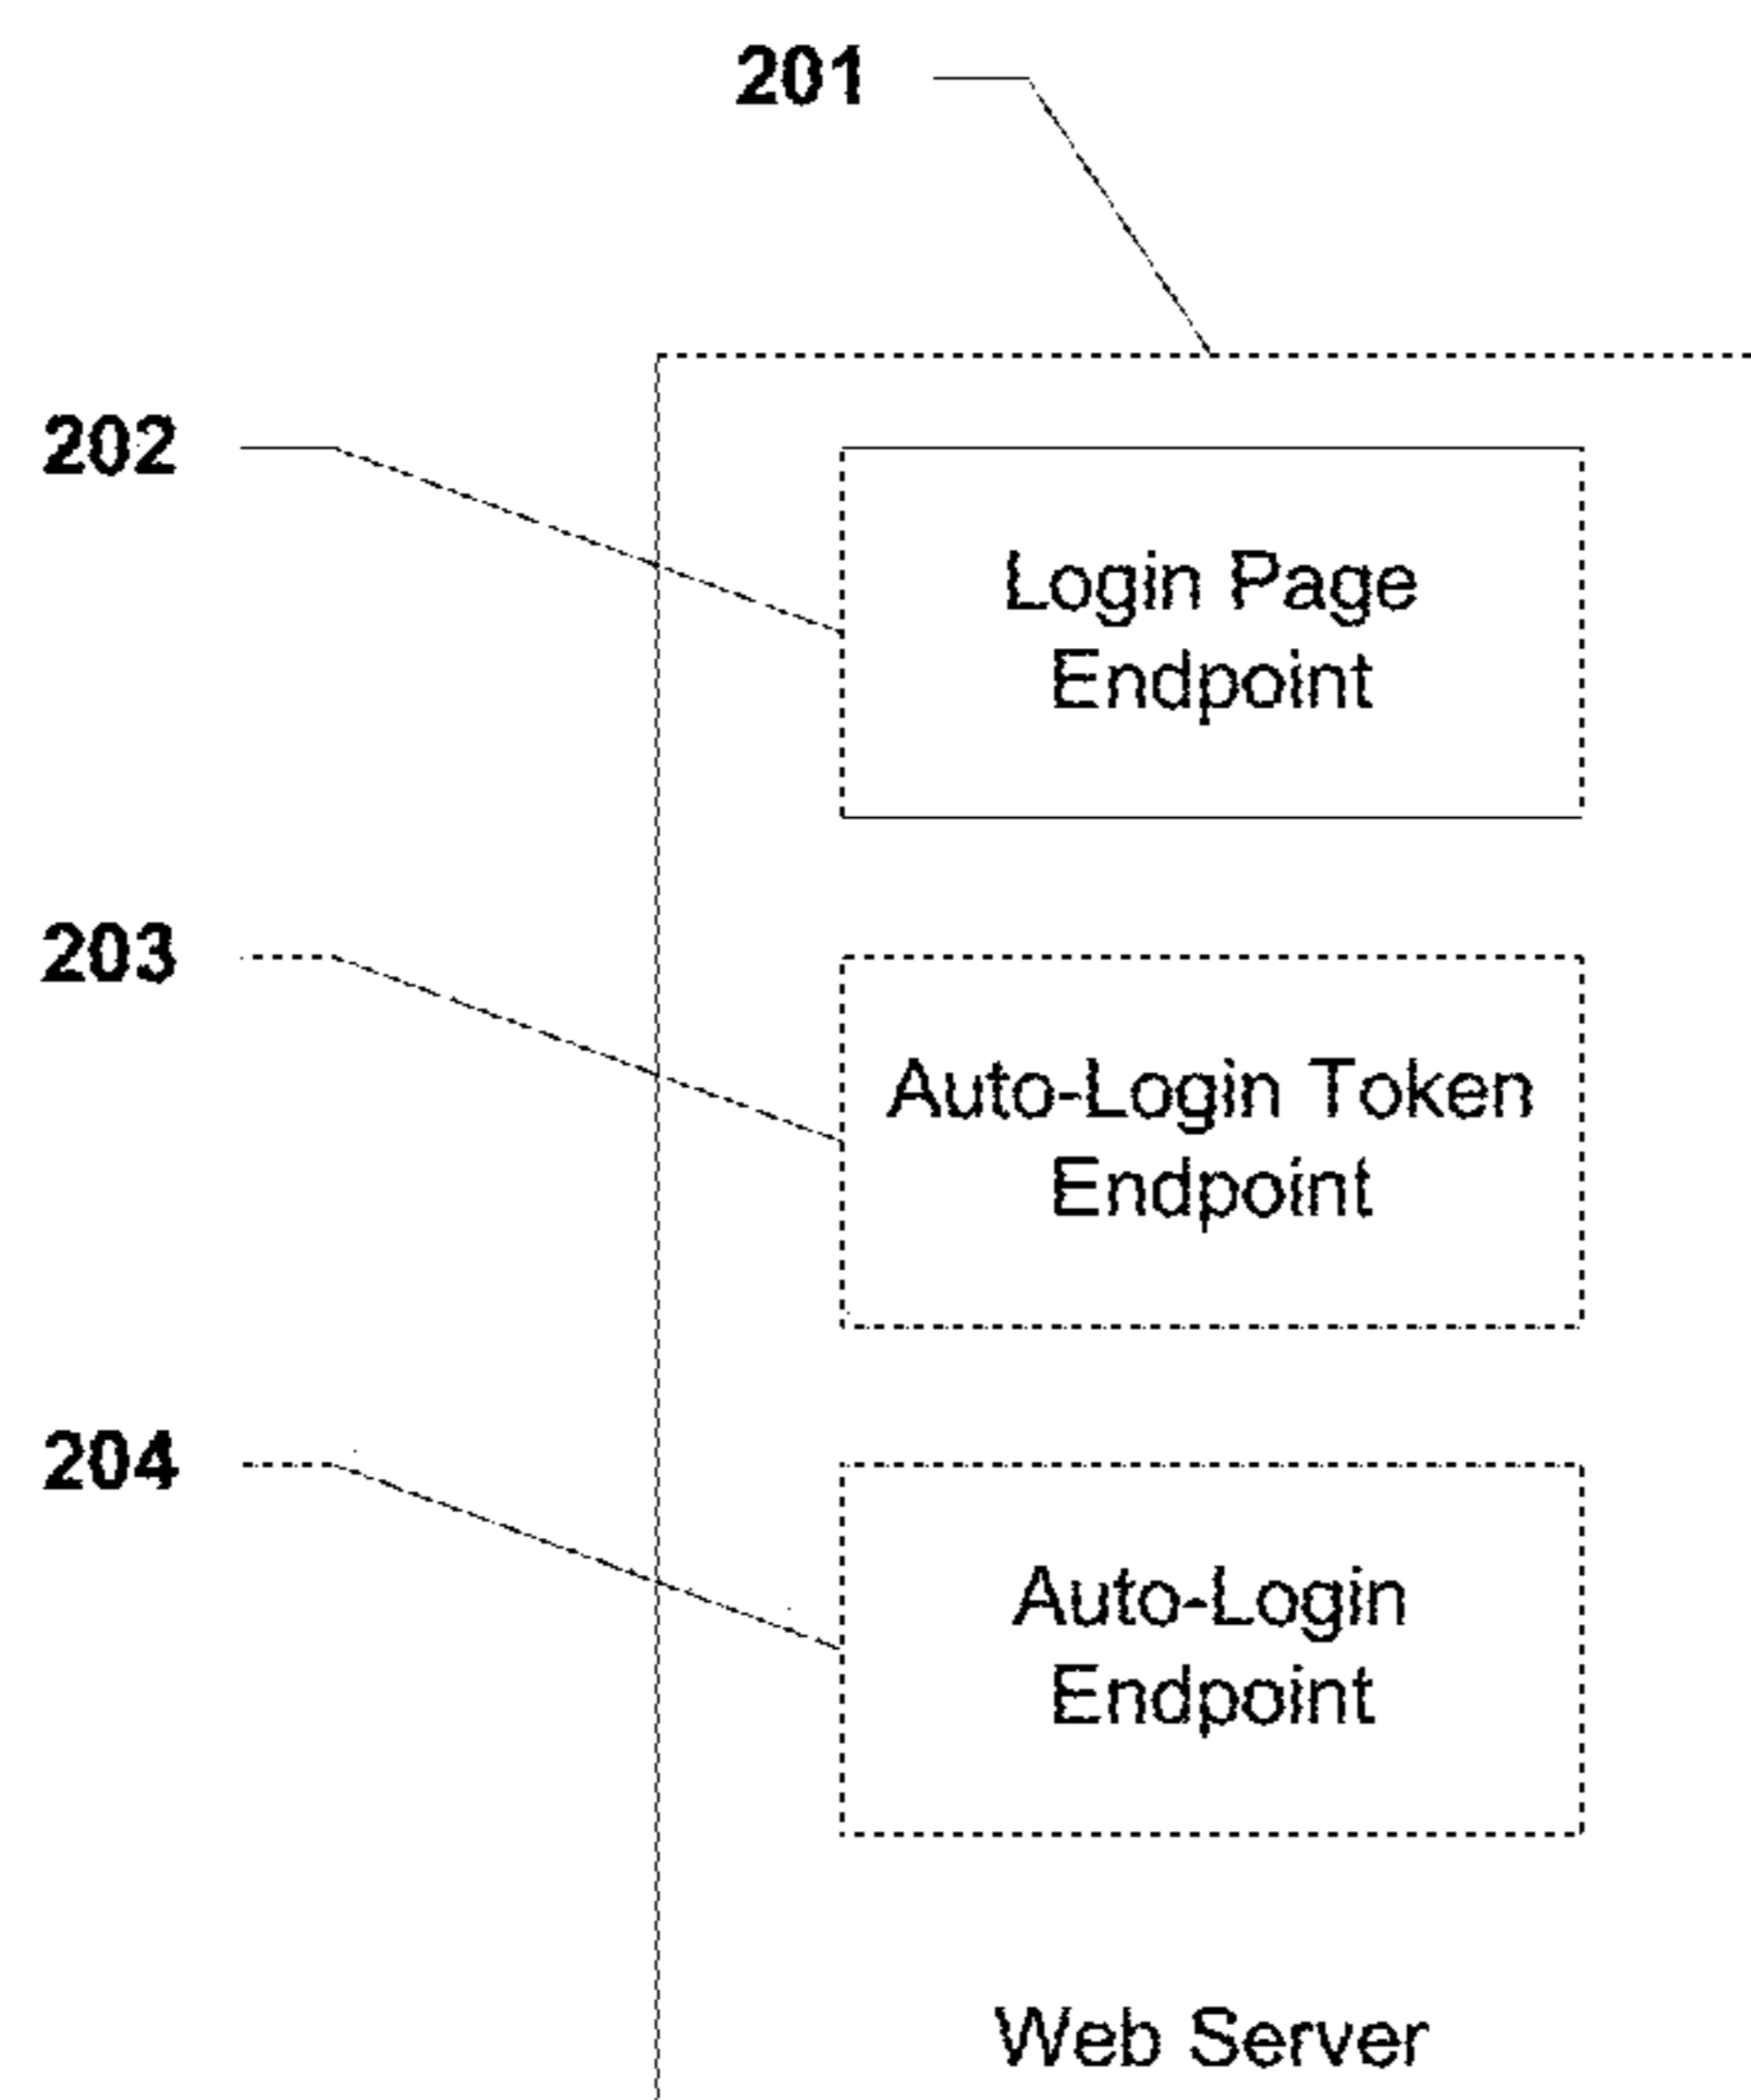 201
202
Login Page
Endpoint
203
Auto-Login Token
Endpoint
204
Auto-Login
Endpoint
Web Server